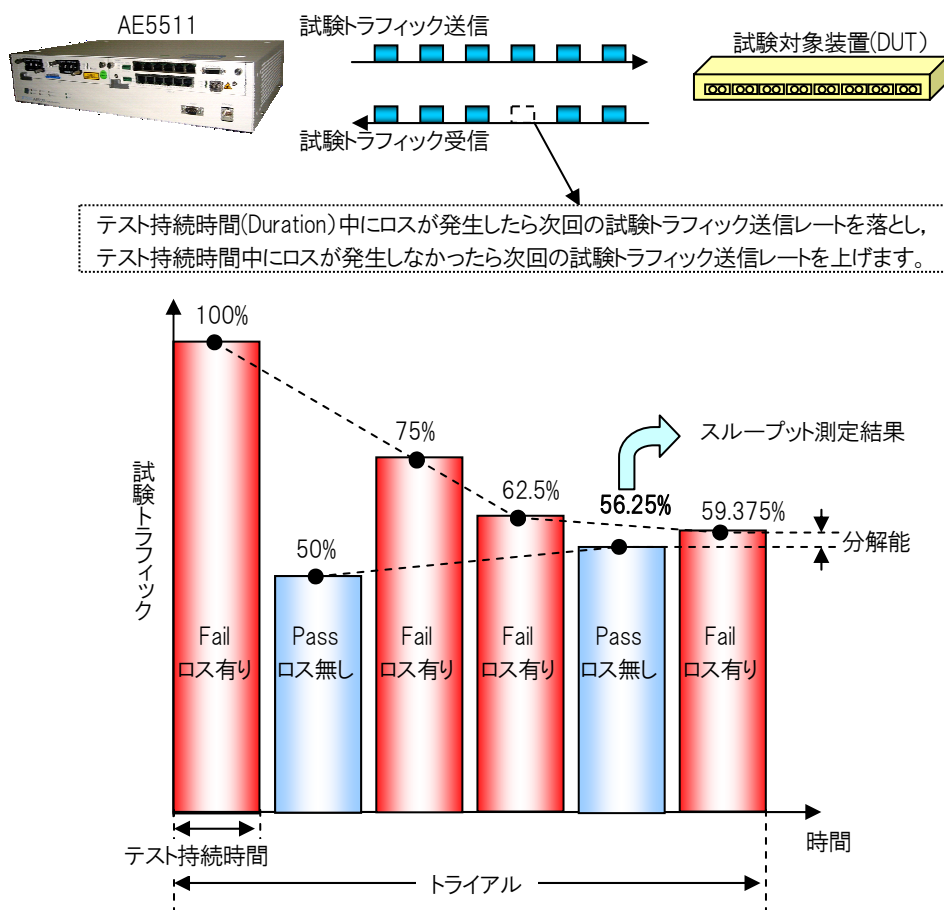 AE5511
試験トラフィック送信
試験対象装置(DUT)
試験トラフィック受信
テスト持続時間(Duration)中にロスが発生したら次回の試験トラフィック送信レートを落とし,
テスト持続時間中にロスが発生しなかったら次回の試験トラフィック送信レートを上げます。
100%
75%
スループット測定結果
62.5%
56.25%
59.375%
50%
分解能
試験トラフィック
Fail
ロス有り
Pass
ロス無し
Fail
ロス有り
Fail
ロス有り
Pass
ロス無し
Fail
ロス有り
時間
テスト持続時間
トライアル